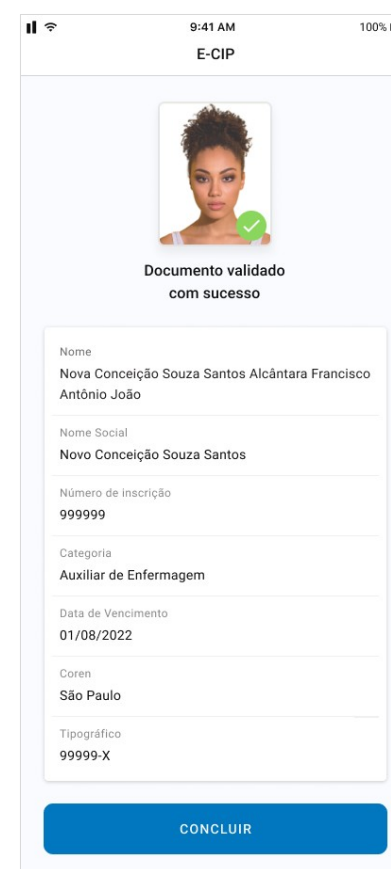 9:41 AM
100%
E-CIP
Documento validado
com sucesso
Nome
Nova Conceição Souza Santos Alcântara Francisco
Antônio João
Nome Social
Novo Conceição Souza Santos
Número de inscrição
999999
Categoria
Auxiliar de Enfermagem
Data de Vencimento
01/08/2022
Coren
São Paulo
Tipográfico
99999-X
CONCLUIR